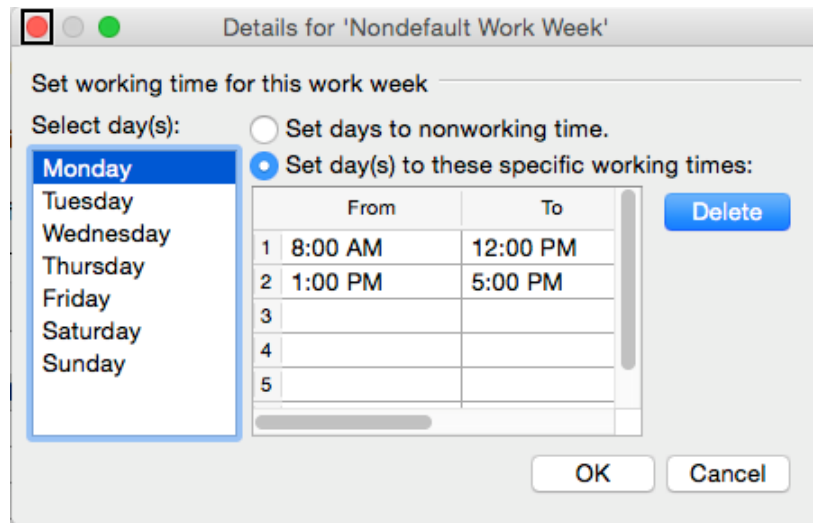 Details for 'Nondefault Work Week'
Set working time for this work week
Select day(s):
Set days to nonworking time.
Set day(s) to these specific working times:
Monday
Tuesday
Wednesday
Thursday
Friday
Saturday
Sunday
From To
1 8:00 AM 12:00 PM
2 1:00 PM 5:00 PM
3
4
5
Delete
OK Cancel